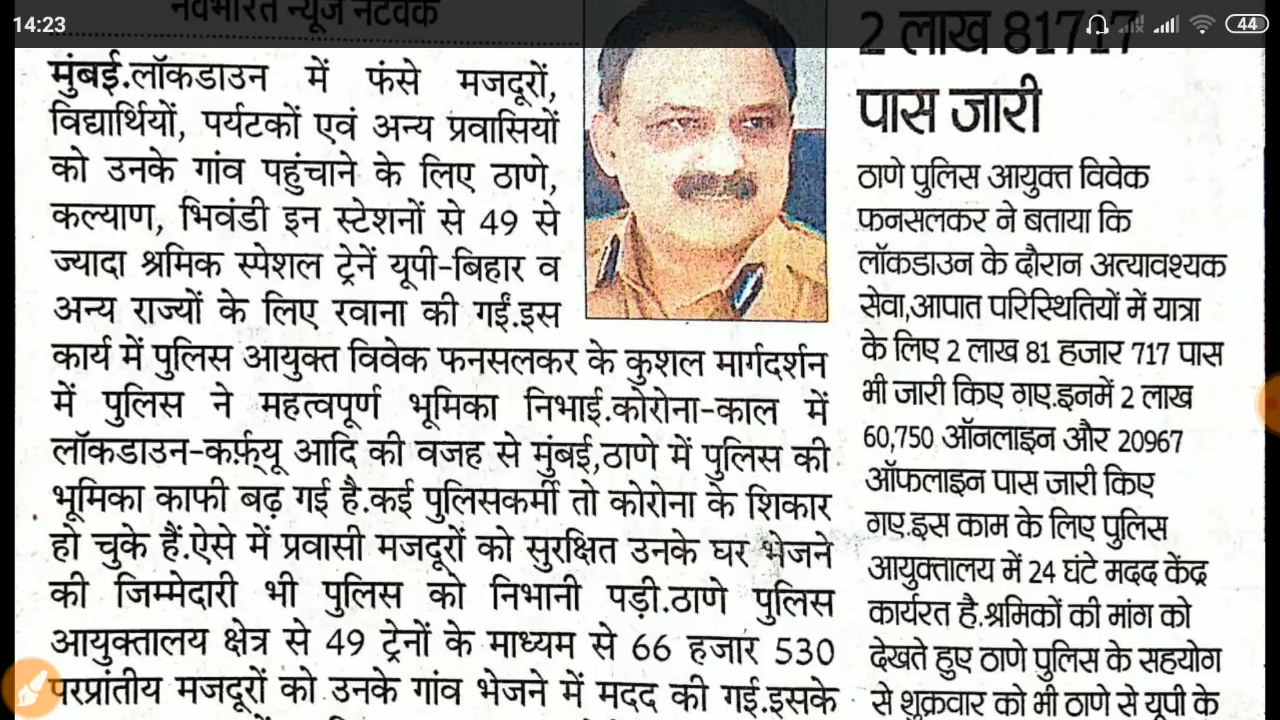 14:23
44
नवभारत न्यूज नेटवर्क
मुंबई.लॉकडाउन में फंसे मजदूरों,
विद्यार्थियों, पर्यटकों एवं अन्य प्रवासियों
को उनके गांव पहुंचाने के लिए ठाणे,
कल्याण, भिवंडी इन स्टेशनों से 49 से
ज्यादा श्रमिक स्पेशल ट्रेनें यूपी-बिहार व
अन्य राज्यों के लिए रवाना की गईं.इस
कार्य में पुलिस आयुक्त विवेक फनसलकर के कुशल मार्गदर्शन
में पुलिस ने महत्वपूर्ण भूमिका निभाई.कोरोना-काल में
लॉकडाउन-कर्फ़्यू आदि की वजह से मुंबई,ठाणे में पुलिस की
भूमिका काफी बढ़ गई है.कई पुलिसकर्मी तो कोरोना के शिकार
हो चुके हैं.ऐसे में प्रवासी मजदूरों को सुरक्षित उनके घर भेजने
की जिम्मेदारी भी पुलिस को निभानी पड़ी.ठाणे पुलिस
आयुक्तालय क्षेत्र से 49 ट्रेनों के माध्यम से 66 हजार 530
परप्रांतीय मजदूरों को उनके गांव भेजने में मदद की गई.इसके
2 लाख 81717
पास जारी
ठाणे पुलिस आयुक्त विवेक
फनसलकर ने बताया कि
लॉकडाउन के दौरान अत्यावश्यक
सेवा,आपात परिस्थितियों में यात्रा
के लिए 2 लाख 81 हजार 717 पास
भी जारी किए गए.इनमें 2 लाख
60,750 ऑनलाइन और 20967
ऑफलाइन पास जारी किए
गए.इस काम के लिए पुलिस
आयुक्तालय में 24 घंटे मदद केंद्र
कार्यरत है.श्रमिकों की मांग को
देखते हुए ठाणे पुलिस के सहयोग
से शुक्रवार को भी ठाणे से यूपी के